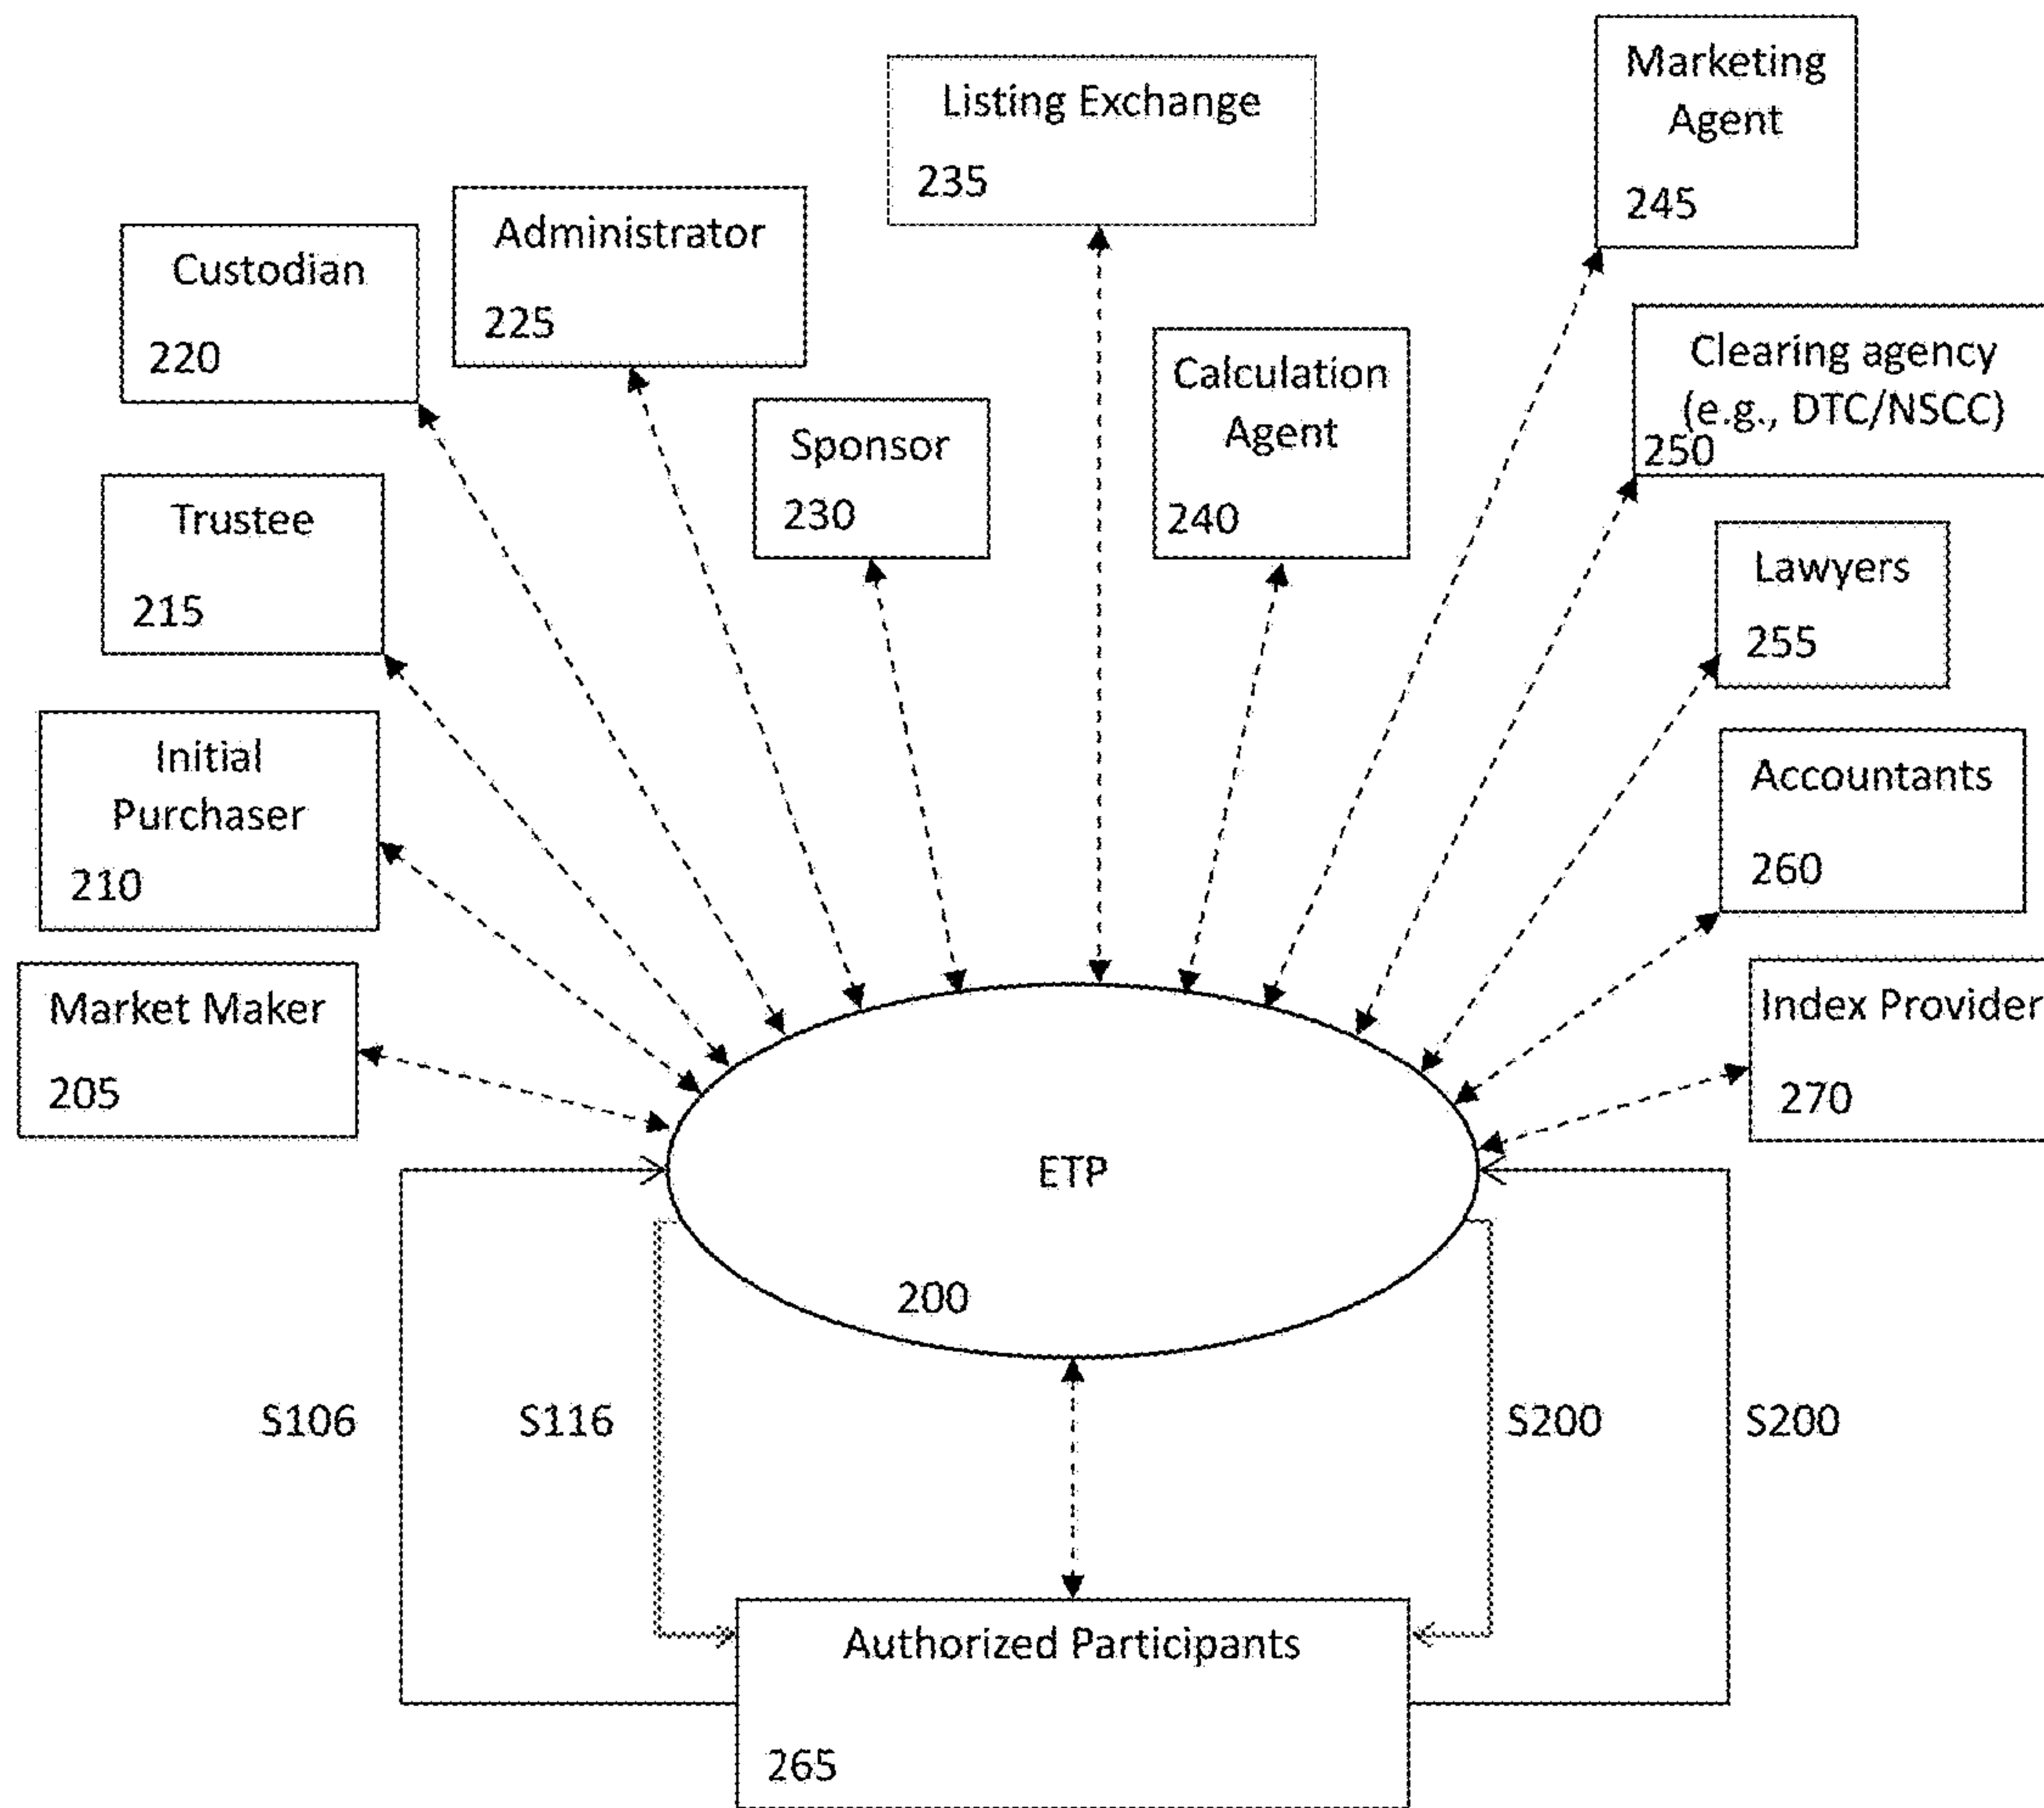 Marketing
Agent
245
Listing Exchange
235
Administrator
225
Custodian
220
Clearing agency
(e.g., DTC/NSCC)
250
Calculation
Agent
240
Sponsor
230
Trustee
215
Lawyers
255
Initial
Purchaser
210
Accountants
260
Market Maker
205
Index Provider
270
ETP
200
S106
S116
S200
S200
Authorized Participants
265